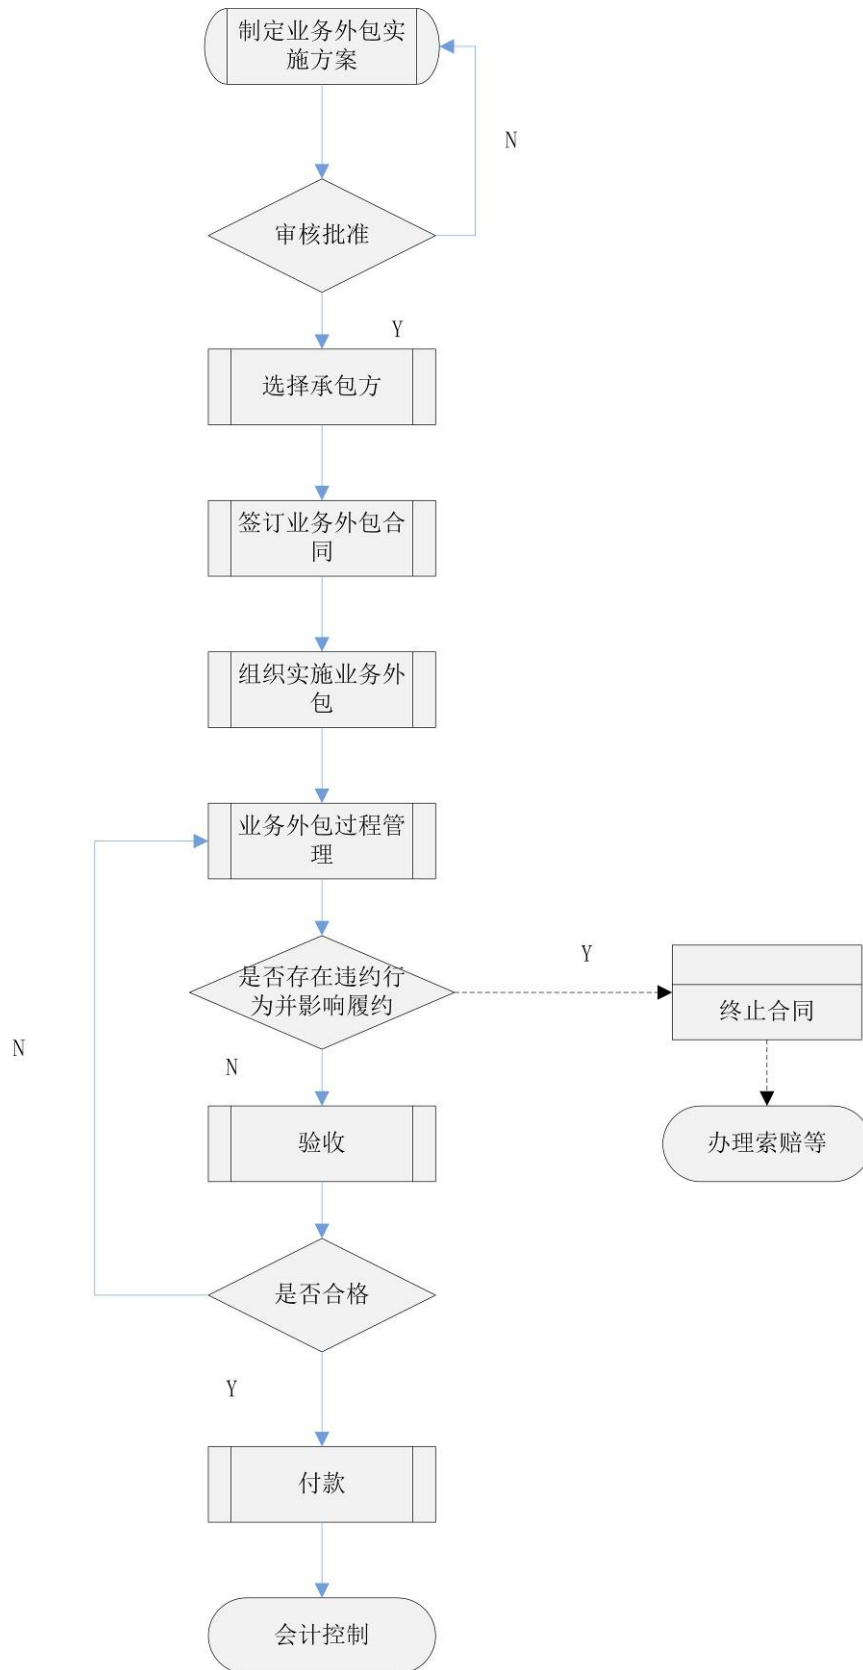 制定业务外包实
施方案
N
审核批准
Y
选择承包方
签订业务外包合
同
组织实施业务外
包
业务外包过程管
理
是否存在违约行
为并影响履约
Y
终止合同
N
N
验收
办理索赔等
是否合格
Y
付款
会计控制